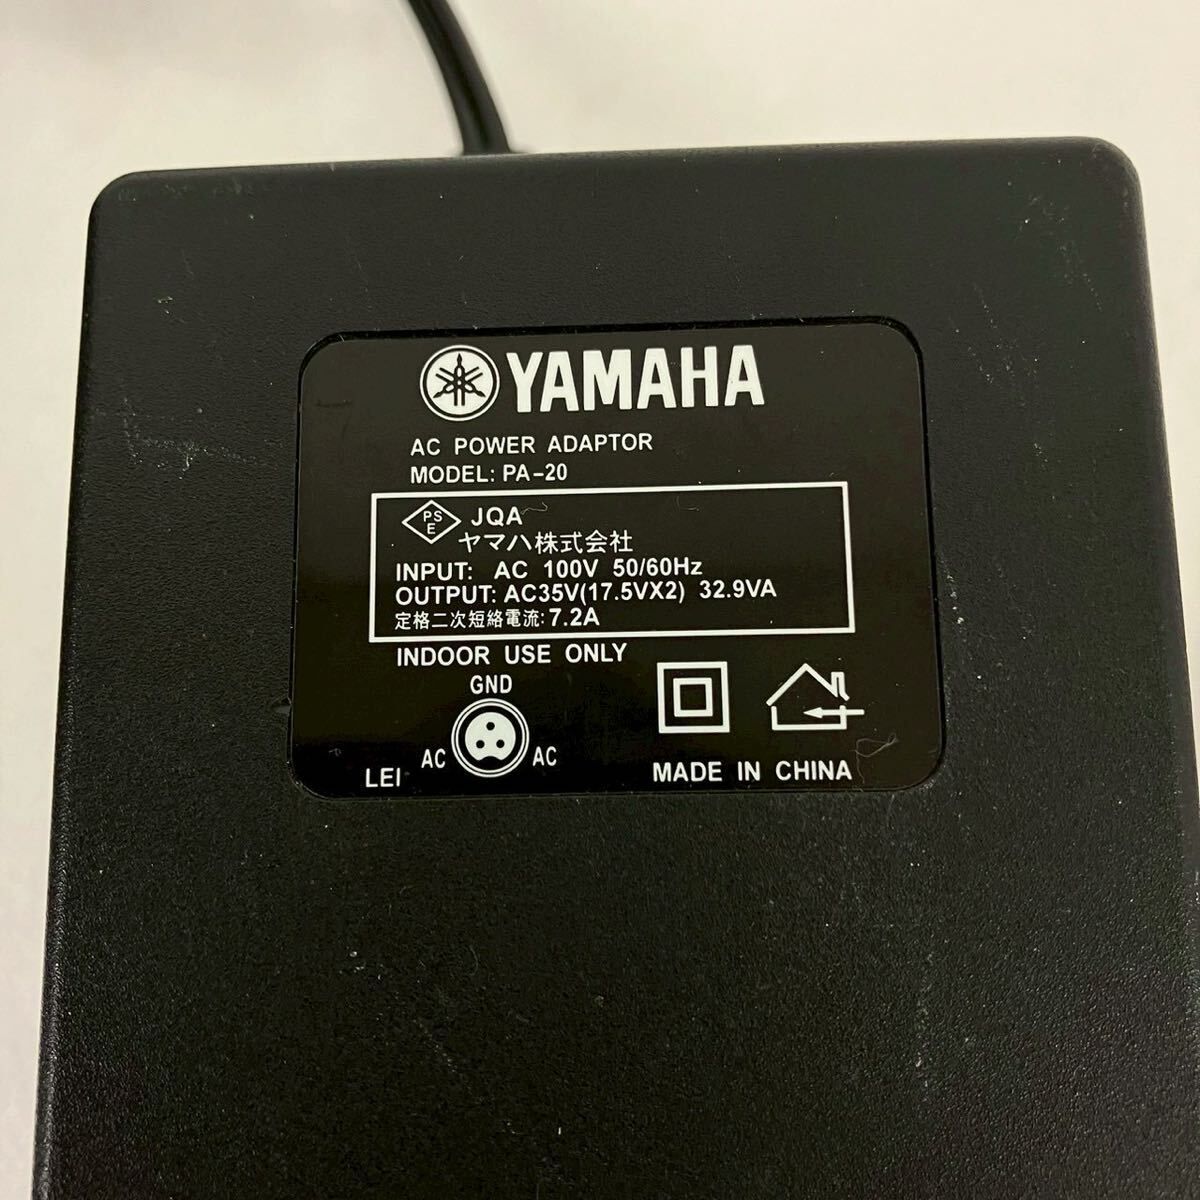 YAMAHA
AC POWER ADAPTOR
MODEL: PA-20
PS
E
JQA
ヤマハ株式会社
INPUT: AC 100V 50/60Hz
OUTPUT: AC35V(17.5VX2) 32.9VA
定格二次短絡電流: 7.2A
INDOOR USE ONLY
GND
AC AC
LEI
MADE IN CHINA